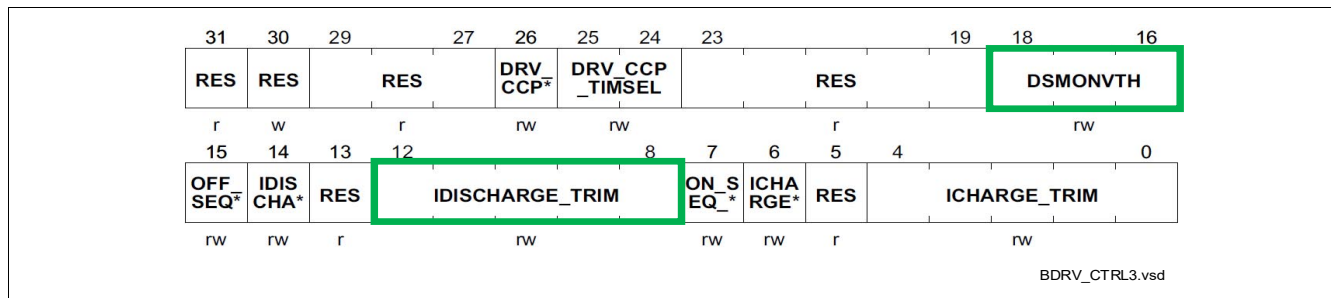 31 30 29 27 26 25 24 23 19 18 16
RES RES RES DRV_ CCP* DRV_CCP _TIMSEL RES DSMONVTH
r w r rw rw r rw
15 14 13 12 8 7 6 5 4 0
OFF_ SEQ* IDIS CHA* RES IDISCHARGE_TRIM ON_S EQ_* ICHA RGE* RES ICHARGE_TRIM
rw rw r rw rw rw r rw
BDRV_CTRL3.vsd